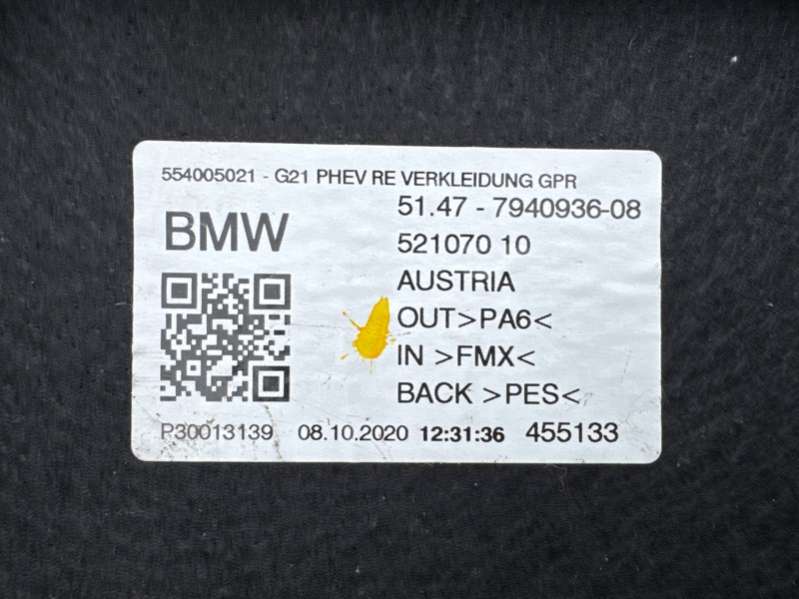 554005021 - G21 PHEV RE VERKLEIDUNG GPR
51.47 - 7940936-08
BMW
521070 10
AUSTRIA
OUT>PA6<
IN >FMX<
BACK >PES<
P30013139 08.10.2020 12:31:36 455133